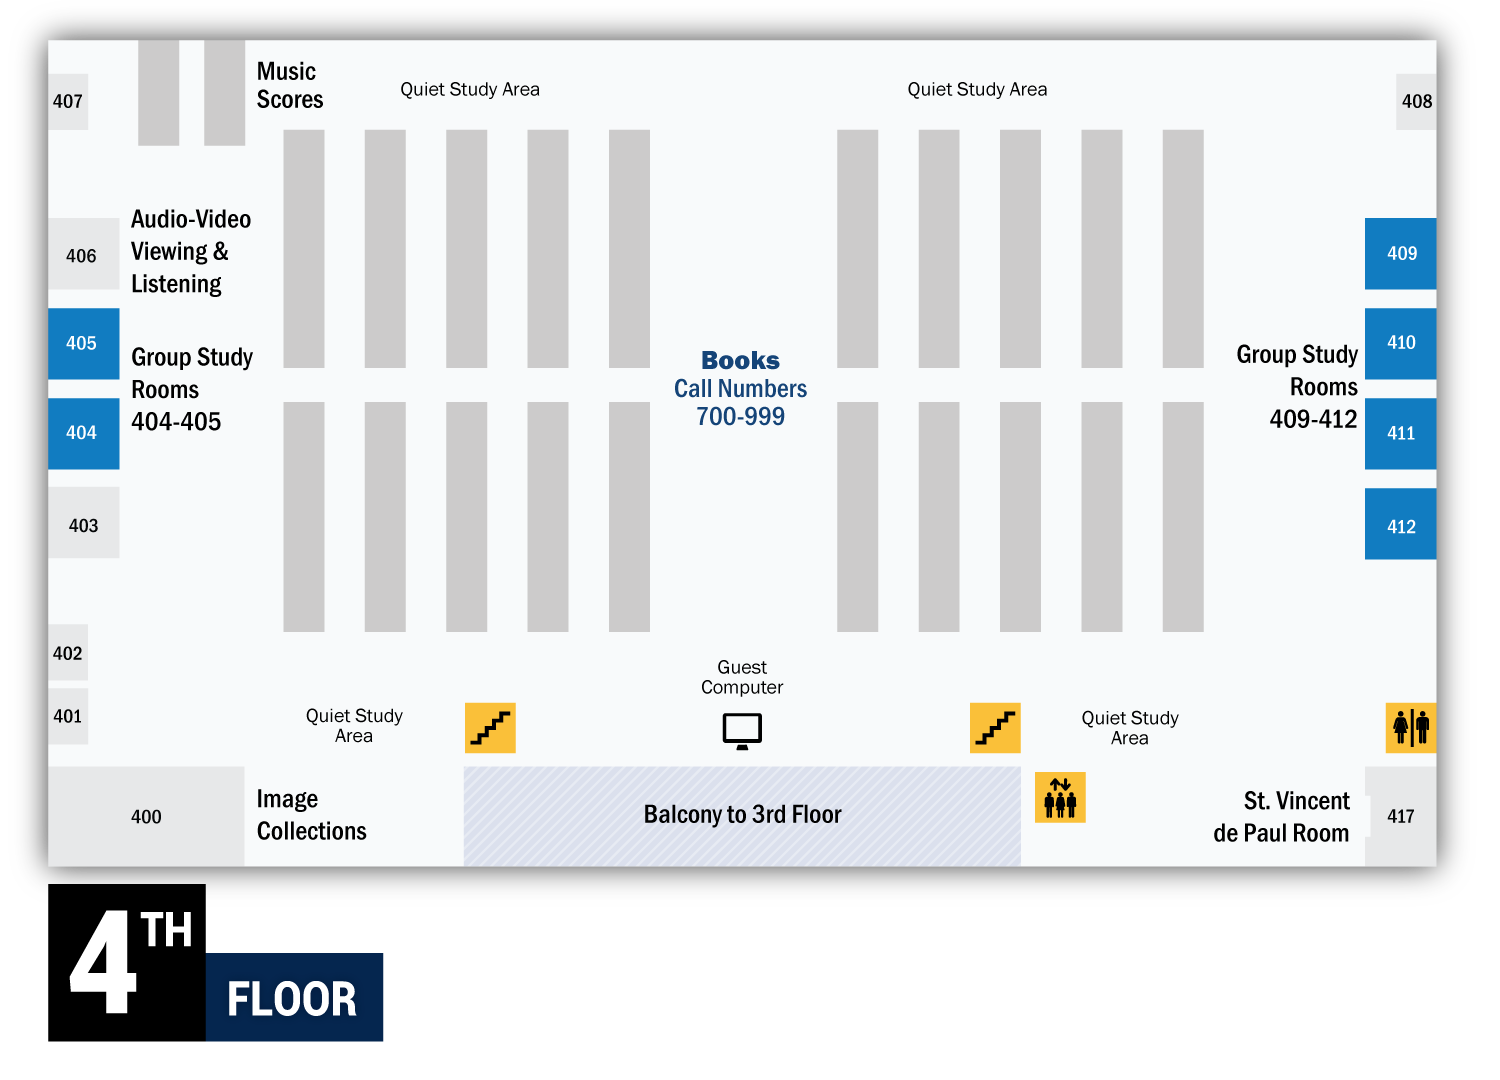 407
Music
Scores
Quiet Study Area
Quiet Study Area
408
406
Audio-Video
Viewing &
Listening
409
405
Group Study
Rooms
404-405
404
Books
Call Numbers
700-999
Group Study
Rooms
409-412
410
411
412
403
402
401
Guest
Computer
Quiet Study
Area
Quiet Study
Area
400
Image
Collections
Balcony to 3rd Floor
St. Vincent
de Paul Room
417
4TH
FLOOR